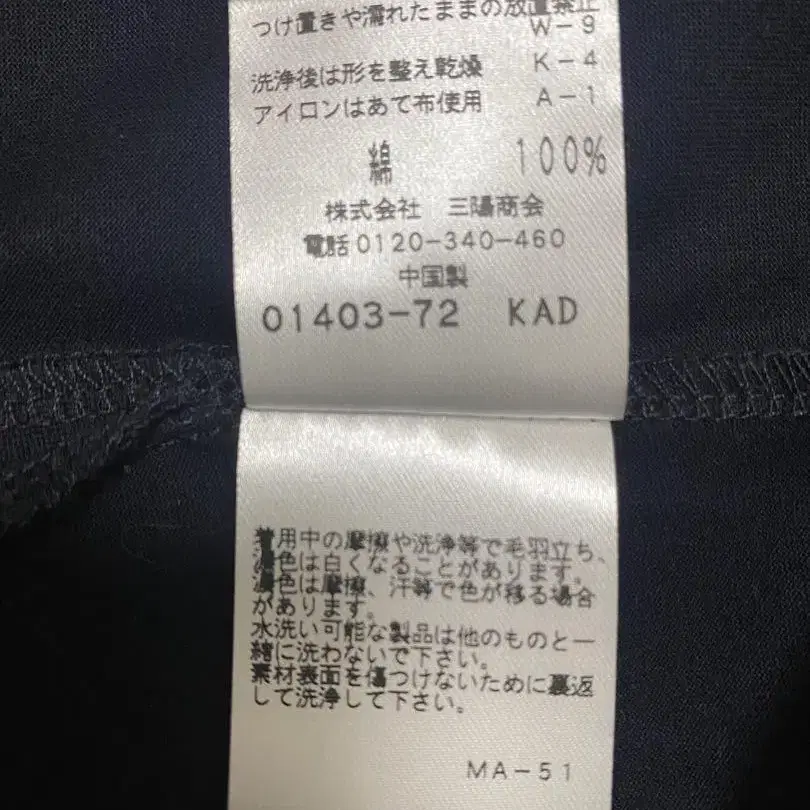 つけ置きや濡れたままの放置禁止
W-9
洗浄後は形を整え乾燥 K-4
アイロンはあて布使用 A-1
綿 100%
株式会社 三陽商会
電話0120-340-460
中国製
01403-72 KAD
着用中の摩擦や洗浄等で毛羽立ち、
濃色は白くなることがあります。
濃色は摩擦、汗等で色が移る場合
があります。
水洗い可能な製品は他のものと一
緒に洗わないで下さい。
素材表面を傷つけないために裏返
して洗浄して下さい。
MA-51